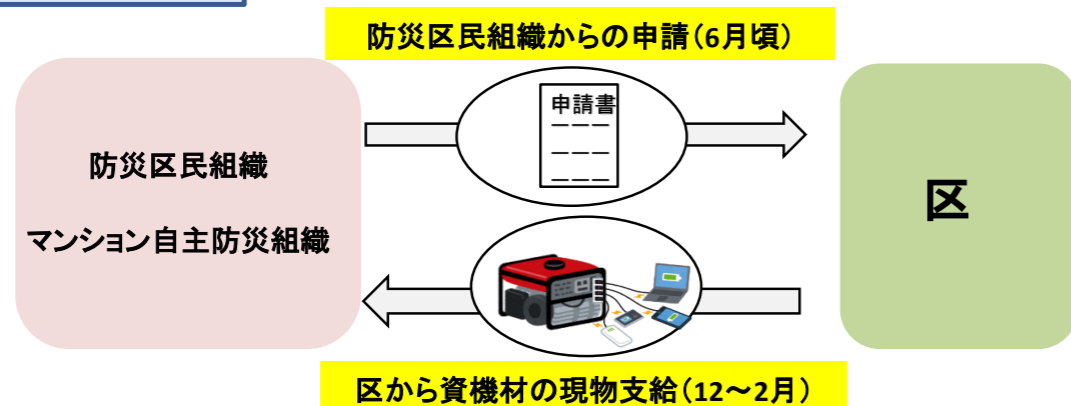 防災区民組織からの申請（6月頃）
申請書
防災区民組織
マンション自主防災組織
区
区から資機材の現物支給（12～2月）